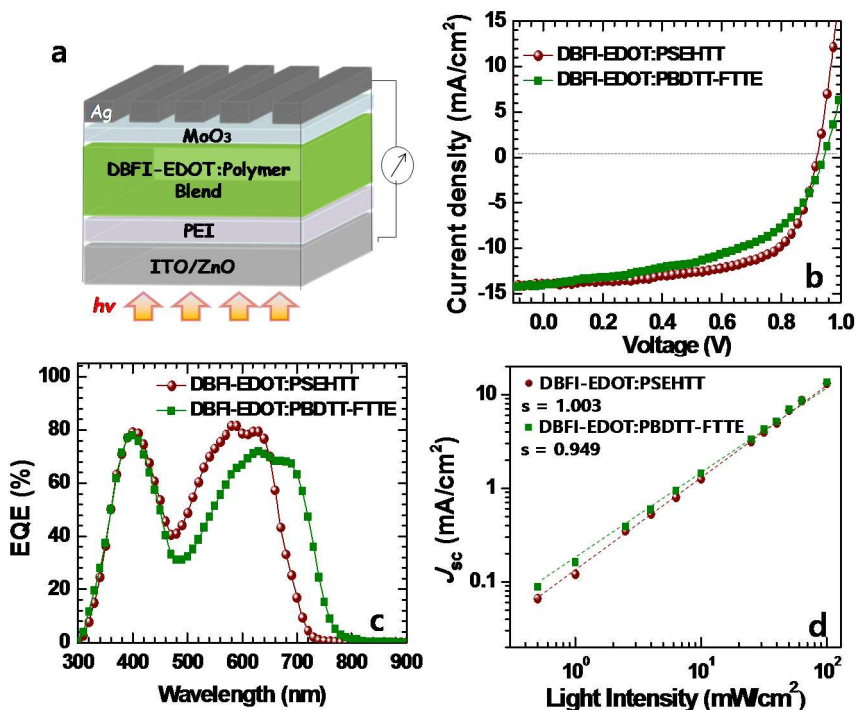 a
Ag
MoO3
DBFI-EDOT:Polymer
Blend
PEI
ITO/ZnO
hν
Current density (mA/cm²)
15
10
5
0
-5
-10
-15
DBFI-EDOT:PSEHTT
DBFI-EDOT:PBDTT-FTTE
b
0.0 0.2 0.4 0.6 0.8 1.0
Voltage (V)
EQE (%)
100
80
60
40
20
0
DBFI-EDOT:PSEHTT
DBFI-EDOT:PBDTT-FTTE
c
300 400 500 600 700 800 900
Wavelength (nm)
Jsc (mA/cm²)
10
1
0.1
DBFI-EDOT:PSEHTT
s = 1.003
DBFI-EDOT:PBDTT-FTTE
s = 0.949
d
10⁰ 10¹ 10²
Light Intensity (mW/cm²)